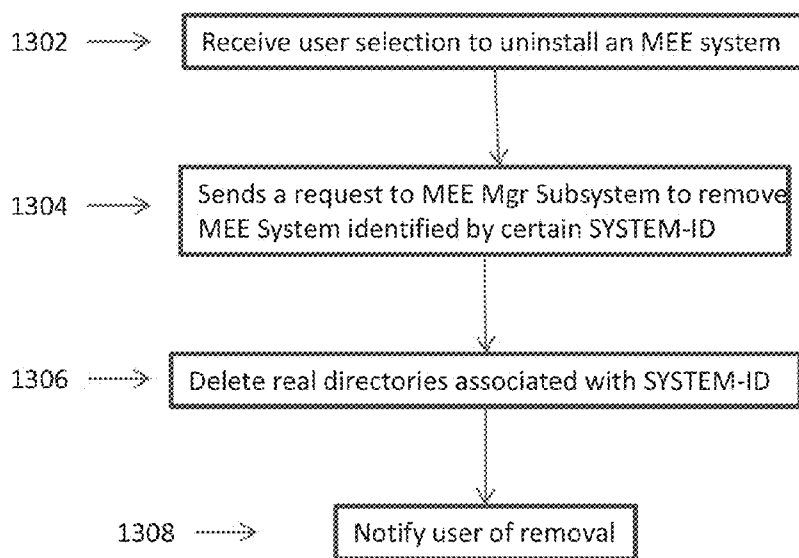 1302 Receive user selection to uninstall an MEE system
1304 Sends a request to MEE Mgr Subsystem to remove
MEE System identified by certain SYSTEM-ID
1306 Delete real directories associated with SYSTEM-ID
1308 Notify user of removal